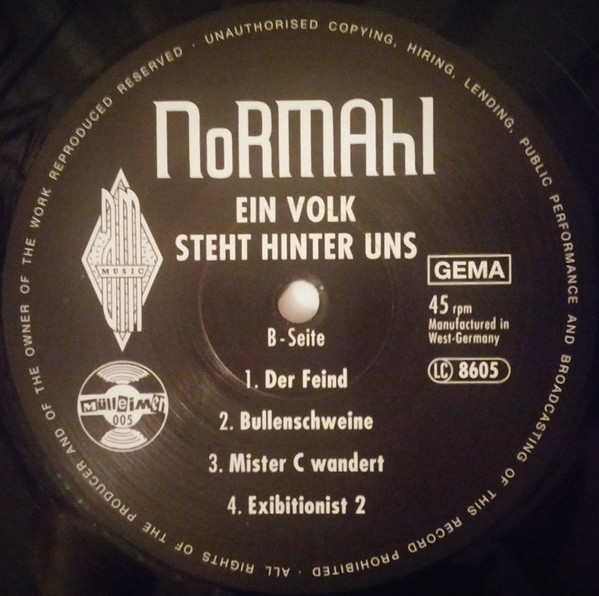 UNAUTHORISED COPYING, HIRING, LENDING, PUBLIC PERFORMANCE AND BROADCASTING OF THIS RECORD PROHIBITED · ALL RIGHTS OF THE PRODUCER AND OF THE OWNER OF THE WORK REPRODUCED RESERVED ·
NoRMAhl
EIN VOLK
STEHT HINTER UNS
AM
MUSIC
GEMA
45 rpm
Manufactured in
West-Germany
LC 8605
Mülleimer
005
B-Seite
1. Der Feind
2. Bullenschweine
3. Mister C wandert
4. Exibitionist 2